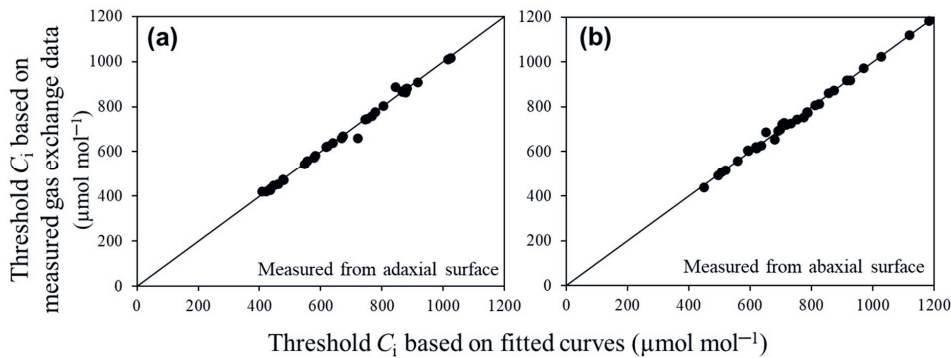 Threshold Cᵢ based on
measured gas exchange data
(µmol mol⁻¹)
(a)
1200
1000
800
600
400
200
0
0 200 400 600 800 1000 1200
Measured from adaxial surface
(b)
1200
1000
800
600
400
200
0
0 200 400 600 800 1000 1200
Measured from abaxial surface
Threshold Cᵢ based on fitted curves (µmol mol⁻¹)